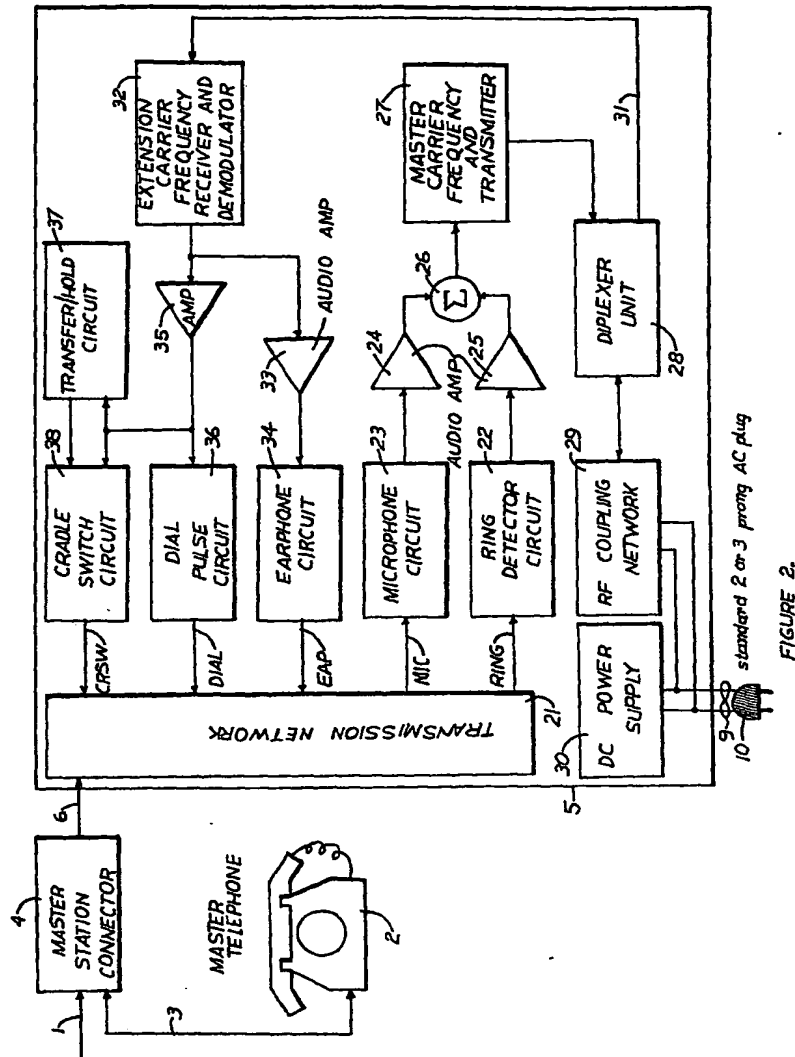 1
4
MASTER
STATION
CONNECTOR
6
3
MASTER
TELEPHONE
2
5
TRANSMISSION NETWORK
21
CRSW
DIAL
EAP
MIC
RING
38
CRADLE
SWITCH
CIRCUIT
36
DIAL
PULSE
CIRCUIT
34
EARPHONE
CIRCUIT
23
MICROPHONE
CIRCUIT
22
RING
DETECTOR
CIRCUIT
37
TRANSFER/HOLD
CIRCUIT
35
AMP
33
AUDIO AMP
24
AUDIO AMP
25
26
Σ
32
EXTENSION
CARRIER
FREQUENCY
RECEIVER AND
DEMODULATOR
27
MASTER
CARRIER
FREQUENCY
AND
TRANSMITTER
31
DIPLEXER
UNIT
28
29
RF COUPLING
NETWORK
30
DC POWER
SUPPLY
9
10
standard 2 or 3 prong AC plug
FIGURE 2.